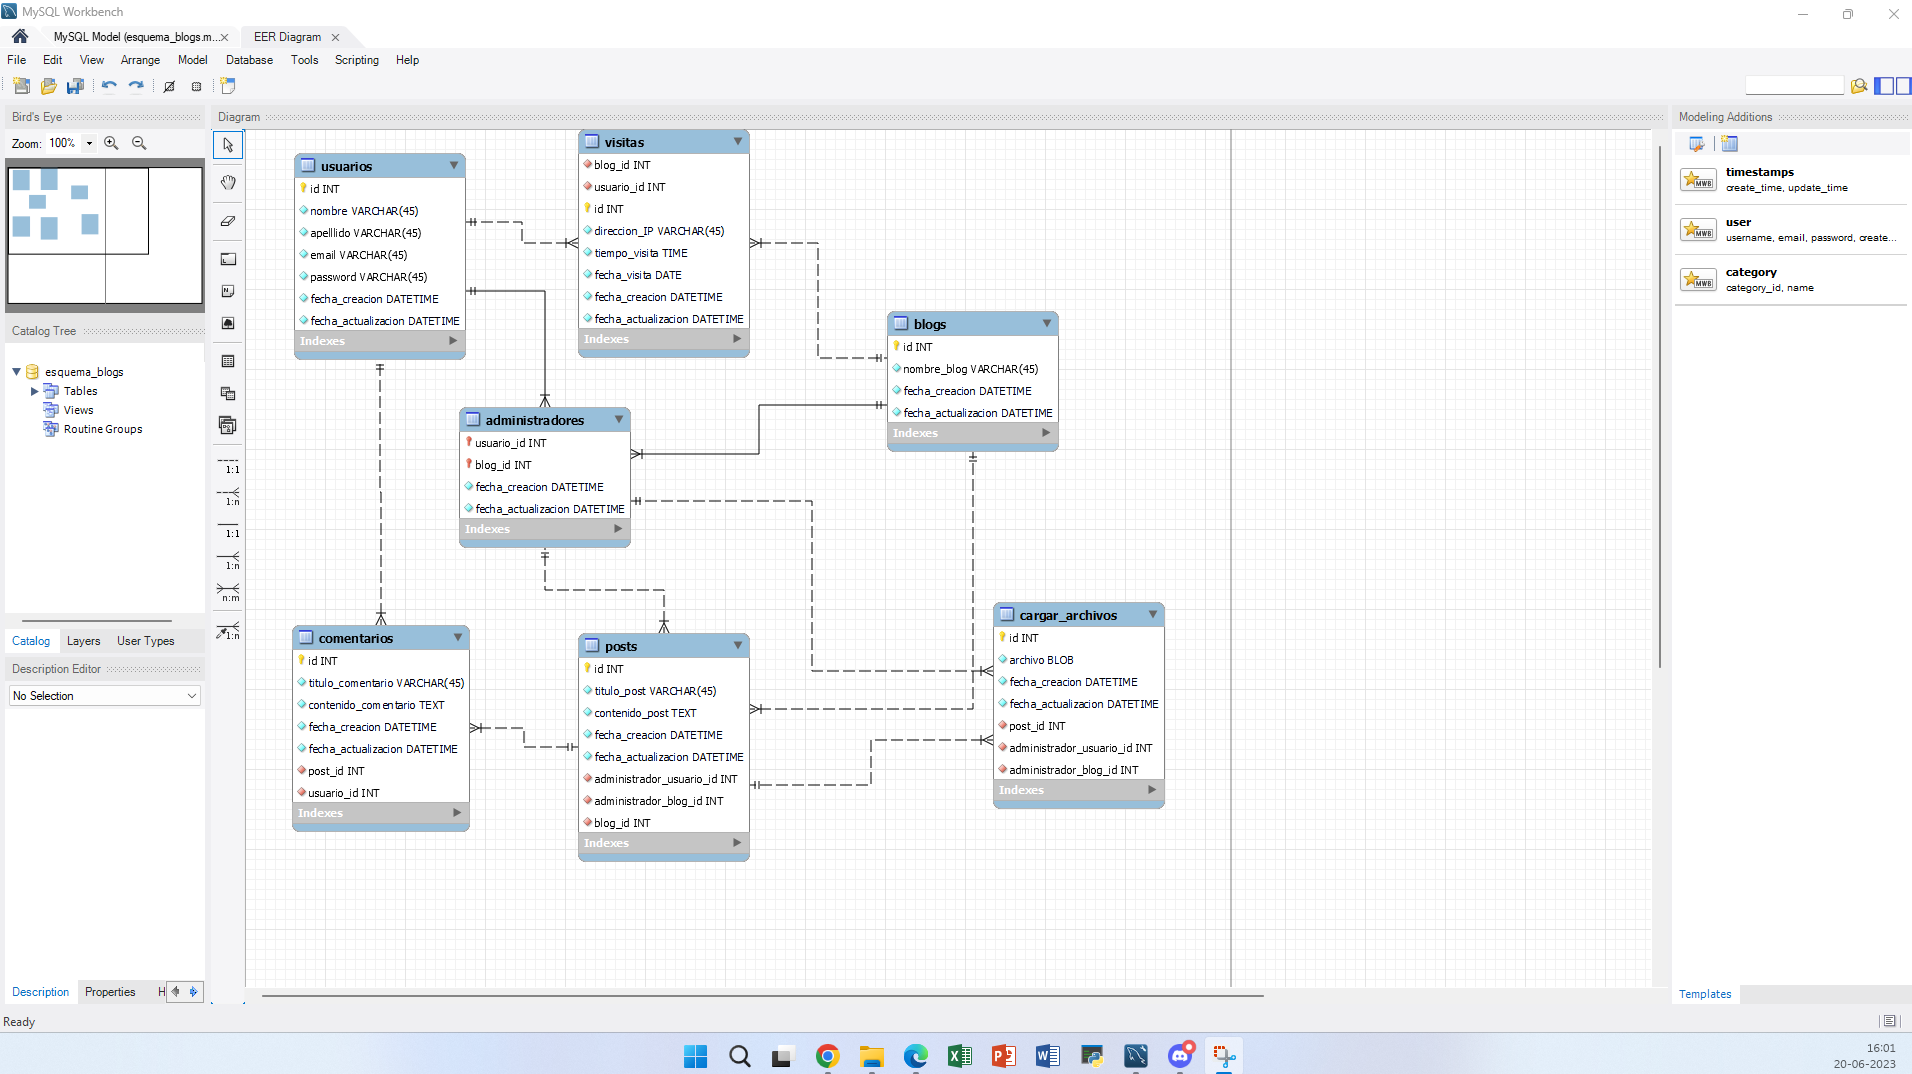 MySQL Workbench
MySQL Model (esquema_blogs.m...
EER Diagram
File Edit View Arrange Model Database Tools Scripting Help
Bird's Eye
Zoom: 100%
Catalog Tree
esquema_blogs
Tables
Views
Routine Groups
Catalog Layers User Types
Description Editor
No Selection
Description Properties H
Ready
Diagram
1:1
1:n
1:1
1:n
n:m
1:n
usuarios
id INT
nombre VARCHAR(45)
apelllido VARCHAR(45)
email VARCHAR(45)
password VARCHAR(45)
fecha_creacion DATETIME
fecha_actualizacion DATETIME
Indexes
visitas
blog_id INT
usuario_id INT
id INT
direccion_IP VARCHAR(45)
tiempo_visita TIME
fecha_visita DATE
fecha_creacion DATETIME
fecha_actualizacion DATETIME
Indexes
blogs
id INT
nombre_blog VARCHAR(45)
fecha_creacion DATETIME
fecha_actualizacion DATETIME
Indexes
administradores
usuario_id INT
blog_id INT
fecha_creacion DATETIME
fecha_actualizacion DATETIME
Indexes
comentarios
id INT
titulo_comentario VARCHAR(45)
contenido_comentario TEXT
fecha_creacion DATETIME
fecha_actualizacion DATETIME
post_id INT
usuario_id INT
Indexes
posts
id INT
titulo_post VARCHAR(45)
contenido_post TEXT
fecha_creacion DATETIME
fecha_actualizacion DATETIME
administrador_usuario_id INT
administrador_blog_id INT
blog_id INT
Indexes
cargar_archivos
id INT
archivo BLOB
fecha_creacion DATETIME
fecha_actualizacion DATETIME
post_id INT
administrador_usuario_id INT
administrador_blog_id INT
Indexes
Modeling Additions
MWB
timestamps
create_time, update_time
MWB
user
username, email, password, create...
MWB
category
category_id, name
Templates
16:01
20-06-2023